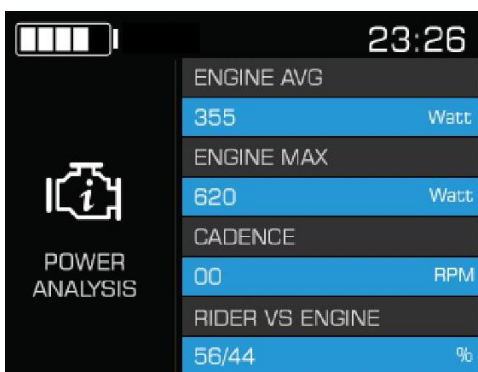 23:26
ENGINE AVG
355 Watt
ENGINE MAX
620 Watt
CADENCE
00 RPM
RIDER VS ENGINE
56/44 %
i
POWER
ANALYSIS